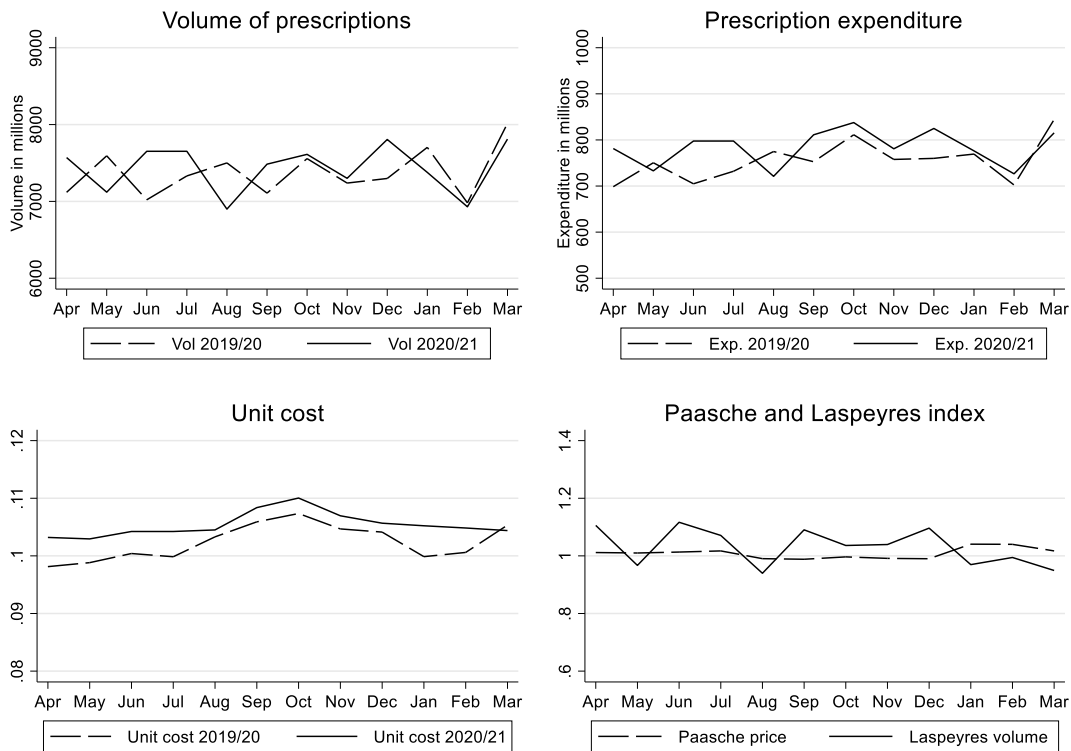 Volume of prescriptions
Volume in millions
9000
8000
7000
6000
Apr May Jun Jul Aug Sep Oct Nov Dec Jan Feb Mar
Vol 2019/20 Vol 2020/21
Prescription expenditure
Expenditure in millions
1000
900
800
700
600
500
Apr May Jun Jul Aug Sep Oct Nov Dec Jan Feb Mar
Exp. 2019/20 Exp. 2020/21
Unit cost
.12
.11
.1
.09
.08
Apr May Jun Jul Aug Sep Oct Nov Dec Jan Feb Mar
Unit cost 2019/20 Unit cost 2020/21
Paasche and Laspeyres index
1.4
1.2
1
.8
.6
Apr May Jun Jul Aug Sep Oct Nov Dec Jan Feb Mar
Paasche price Laspeyres volume